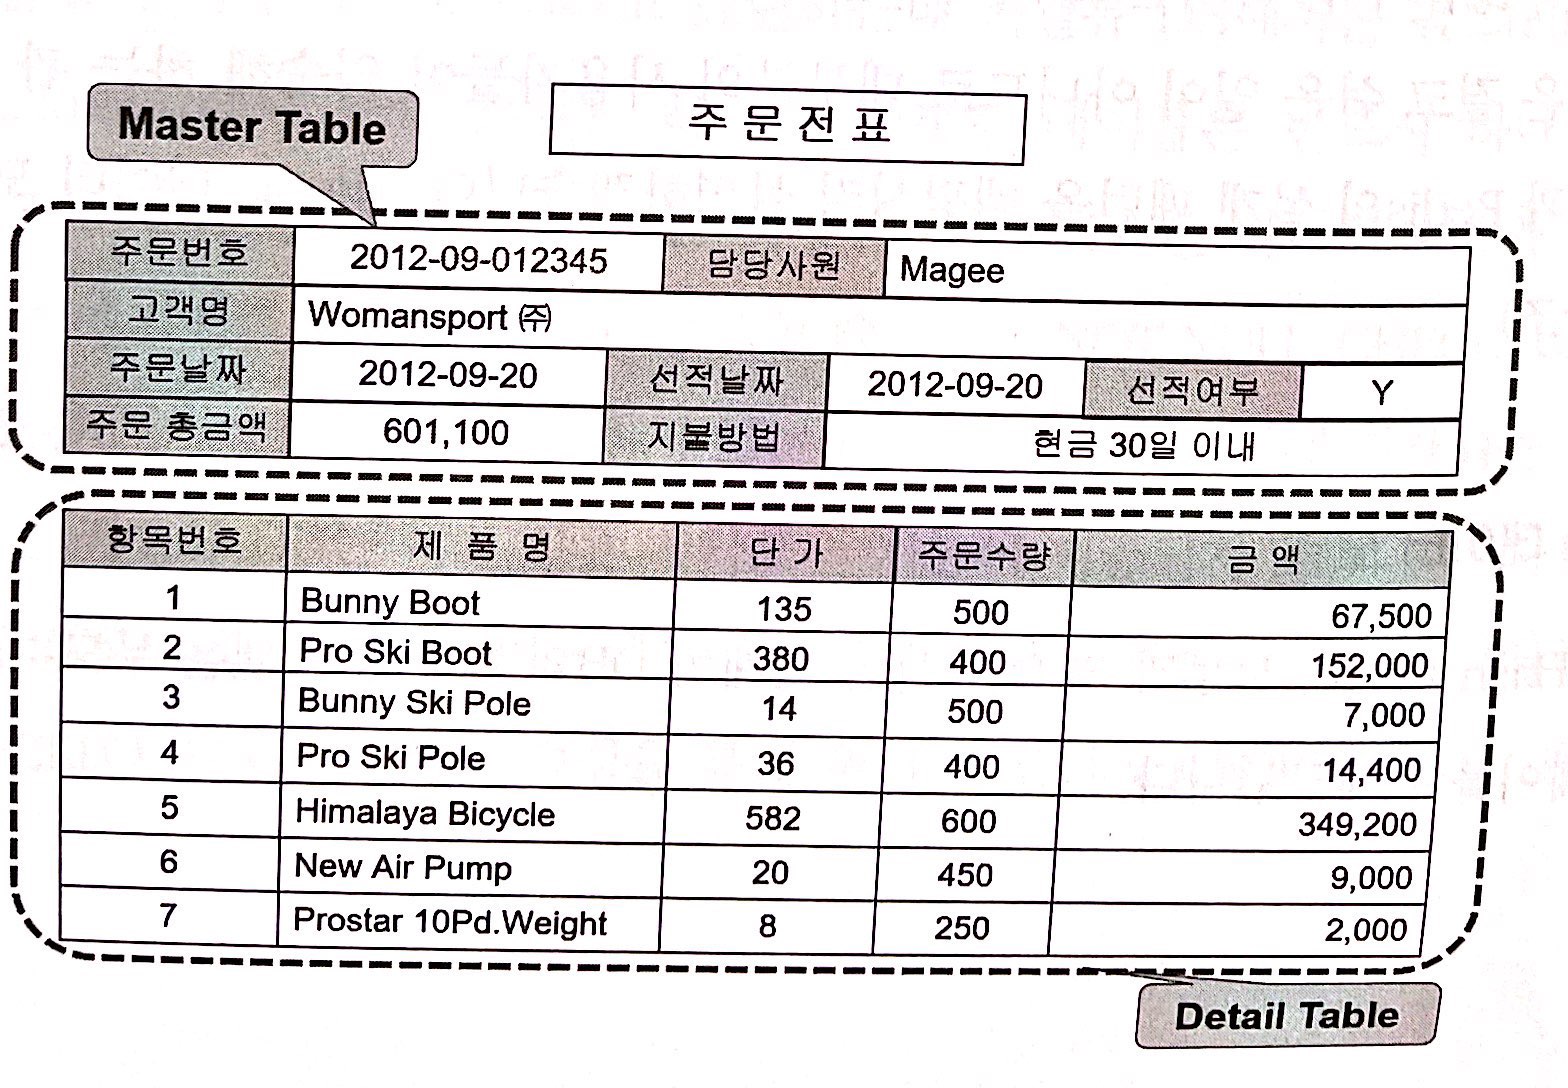 Master Table
주 문 전 표
주문번호 2012-09-012345 담당사원 Magee
고객명 Womansport ㈜
주문날짜 2012-09-20 선적날짜 2012-09-20 선적여부 Y
주문 총금액 601,100 지불방법 현금 30일 이내
항목번호 제 품 명 단 가 주문수량 금 액
1 Bunny Boot 135 500 67,500
2 Pro Ski Boot 380 400 152,000
3 Bunny Ski Pole 14 500 7,000
4 Pro Ski Pole 36 400 14,400
5 Himalaya Bicycle 582 600 349,200
6 New Air Pump 20 450 9,000
7 Prostar 10Pd.Weight 8 250 2,000
Detail Table